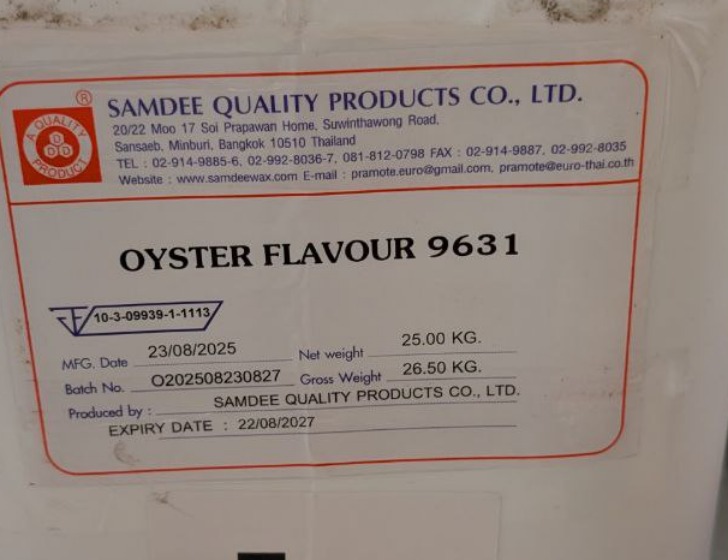 ®
A QUALITY
DDD
PRODUCT
SAMDEE QUALITY PRODUCTS CO., LTD.
20/22 Moo 17 Soi Prapawan Home, Suwinthawong Road,
Sansaeb, Minburi, Bangkok 10510 Thailand
TEL : 02-914-9885-6, 02-992-8036-7, 081-812-0798 FAX : 02-914-9887, 02-992-8035
Website : www.samdeewax.com E-mail : pramote.euro@gmail.com, pramote@euro-thai.co.th
OYSTER FLAVOUR 9631
10-3-09939-1-1113
MFG. Date 23/08/2025 Net weight 25.00 KG.
Batch No. O202508230827 Gross Weight 26.50 KG.
Produced by : SAMDEE QUALITY PRODUCTS CO., LTD.
EXPIRY DATE : 22/08/2027